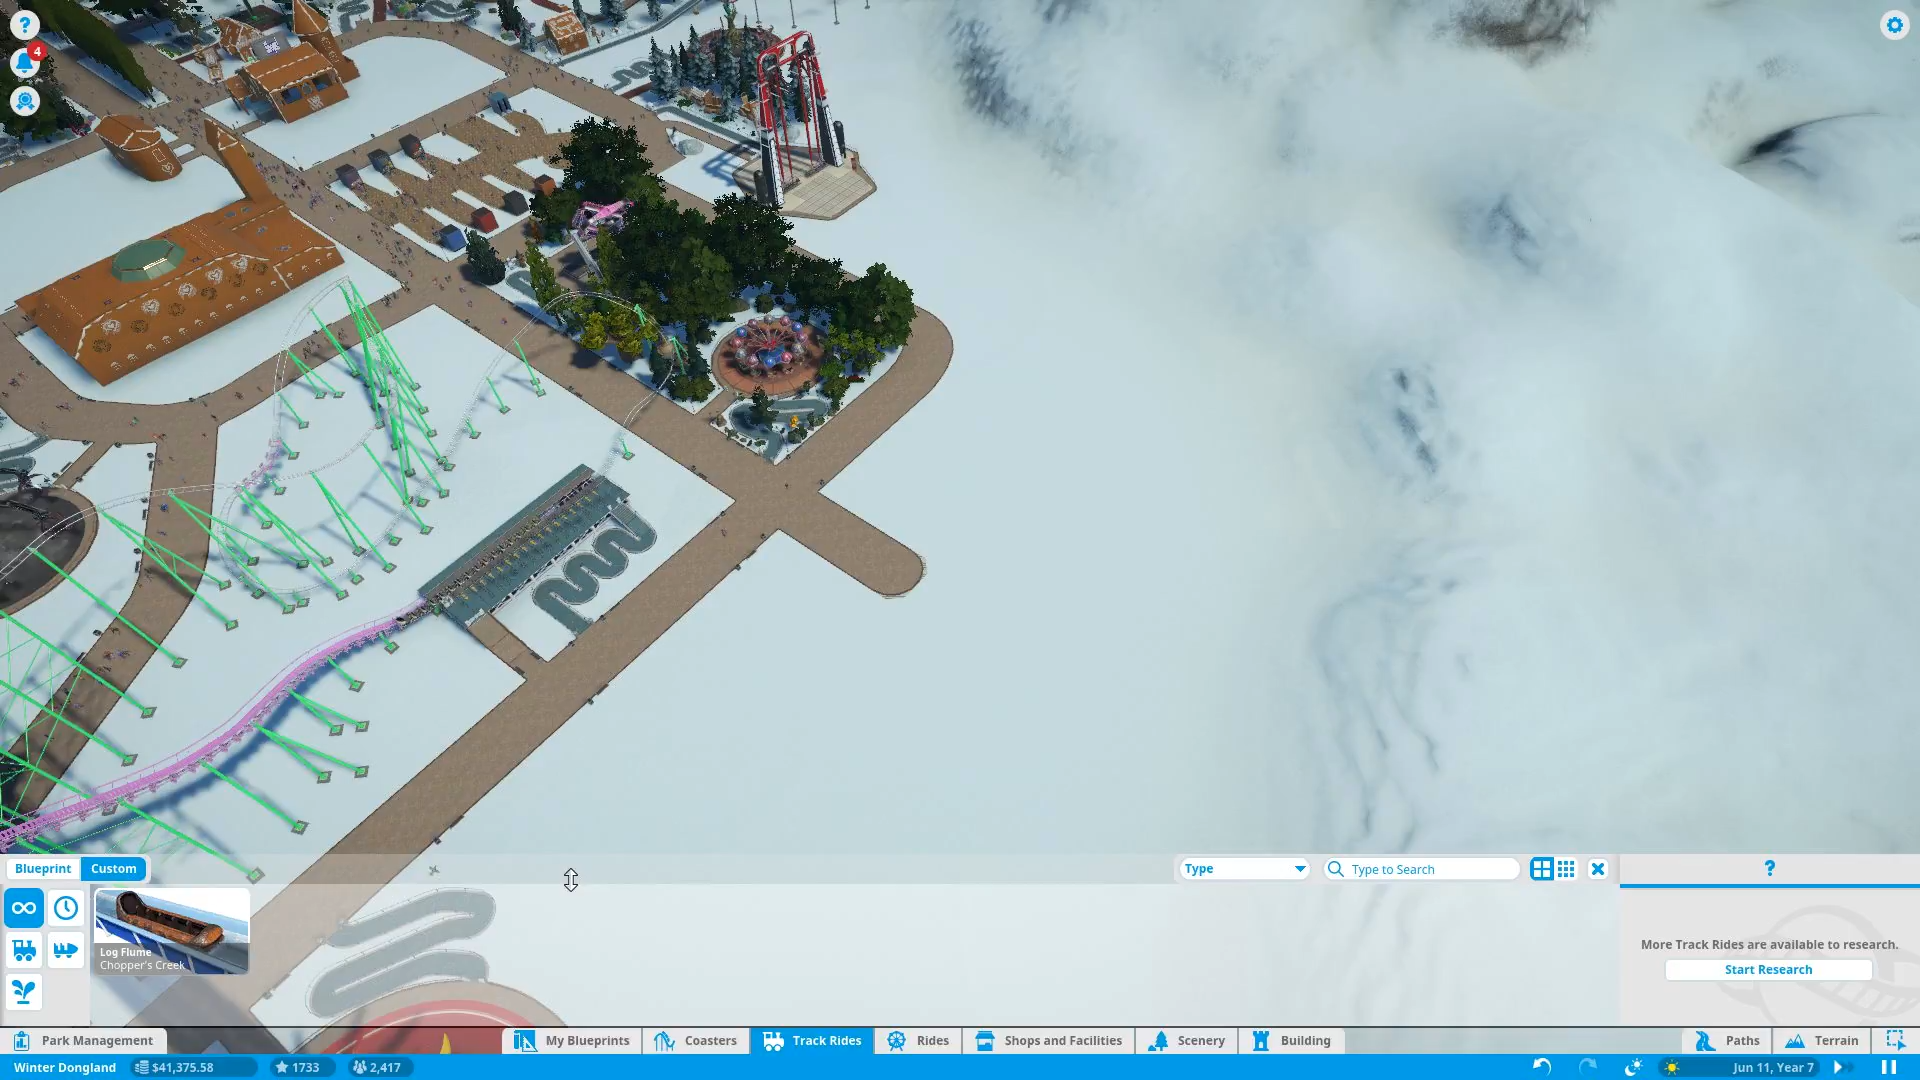 ?
4
Blueprint
Custom
Type
Type to Search
?
Log Flume
Chopper's Creek
More Track Rides are available to research.
Start Research
Park Management
My Blueprints
Coasters
Track Rides
Rides
Shops and Facilities
Scenery
Building
Paths
Terrain
Winter Dongland
$41,375.58
1733
2,417
Jun 11, Year 7